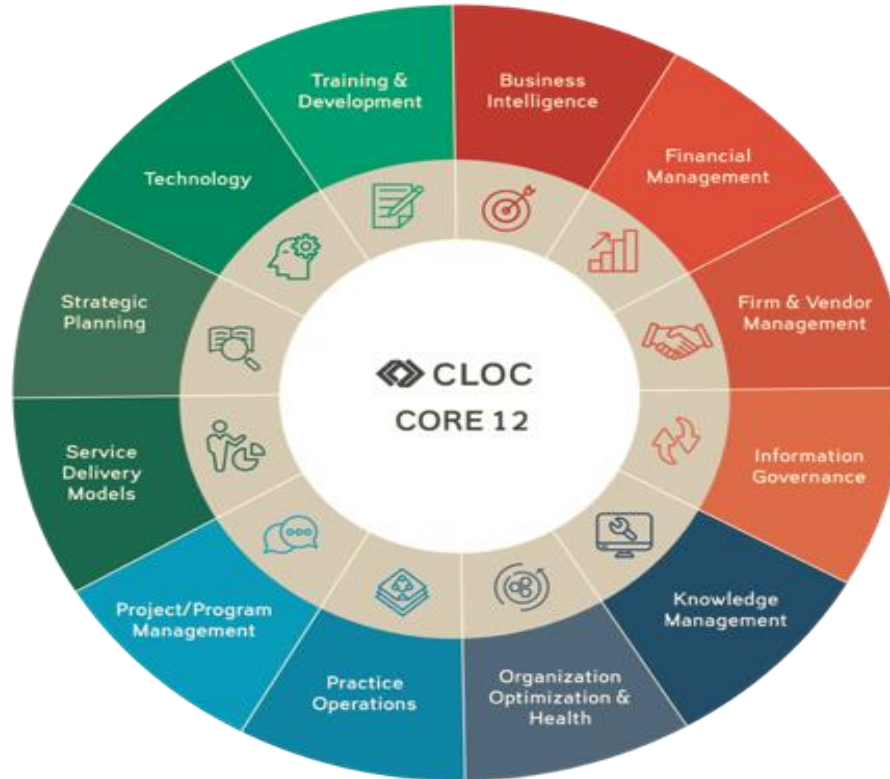 CLOC
CORE 12
Business
Intelligence
Financial
Management
Firm & Vendor
Management
Information
Governance
Knowledge
Management
Organization
Optimization &
Health
Practice
Operations
Project/Program
Management
Service
Delivery
Models
Strategic
Planning
Technology
Training &
Development